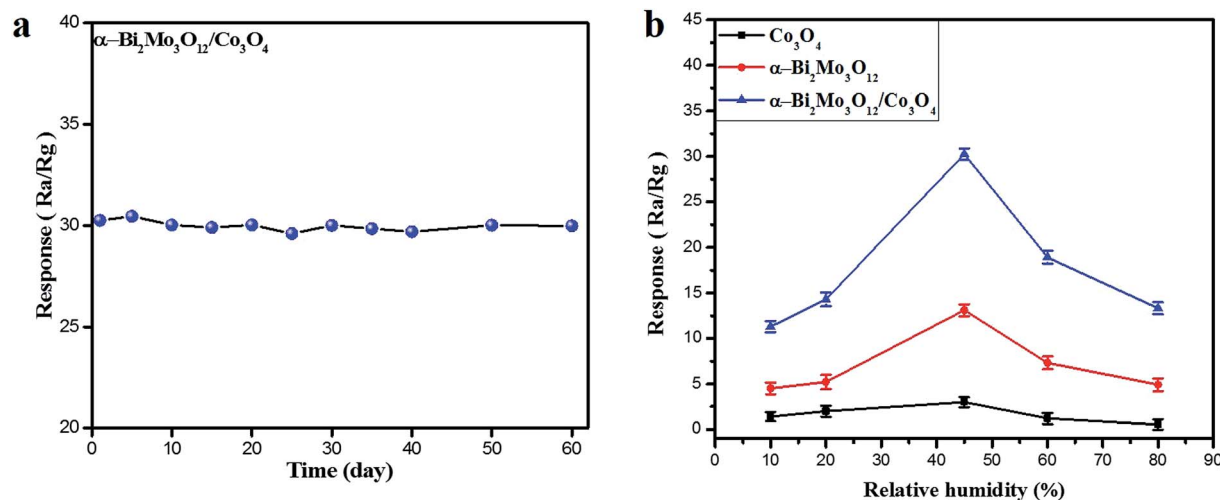 a
α–Bi₂Mo₃O₁₂/Co₃O₄
40
35
30
25
20
Response ( Ra/Rg)
0 10 20 30 40 50 60
Time (day)
b
Co₃O₄
α–Bi₂Mo₃O₁₂
α–Bi₂Mo₃O₁₂/Co₃O₄
45
40
35
30
25
20
15
10
5
0
Response ( Ra/Rg )
0 10 20 30 40 50 60 70 80 90
Relative humidity (%)